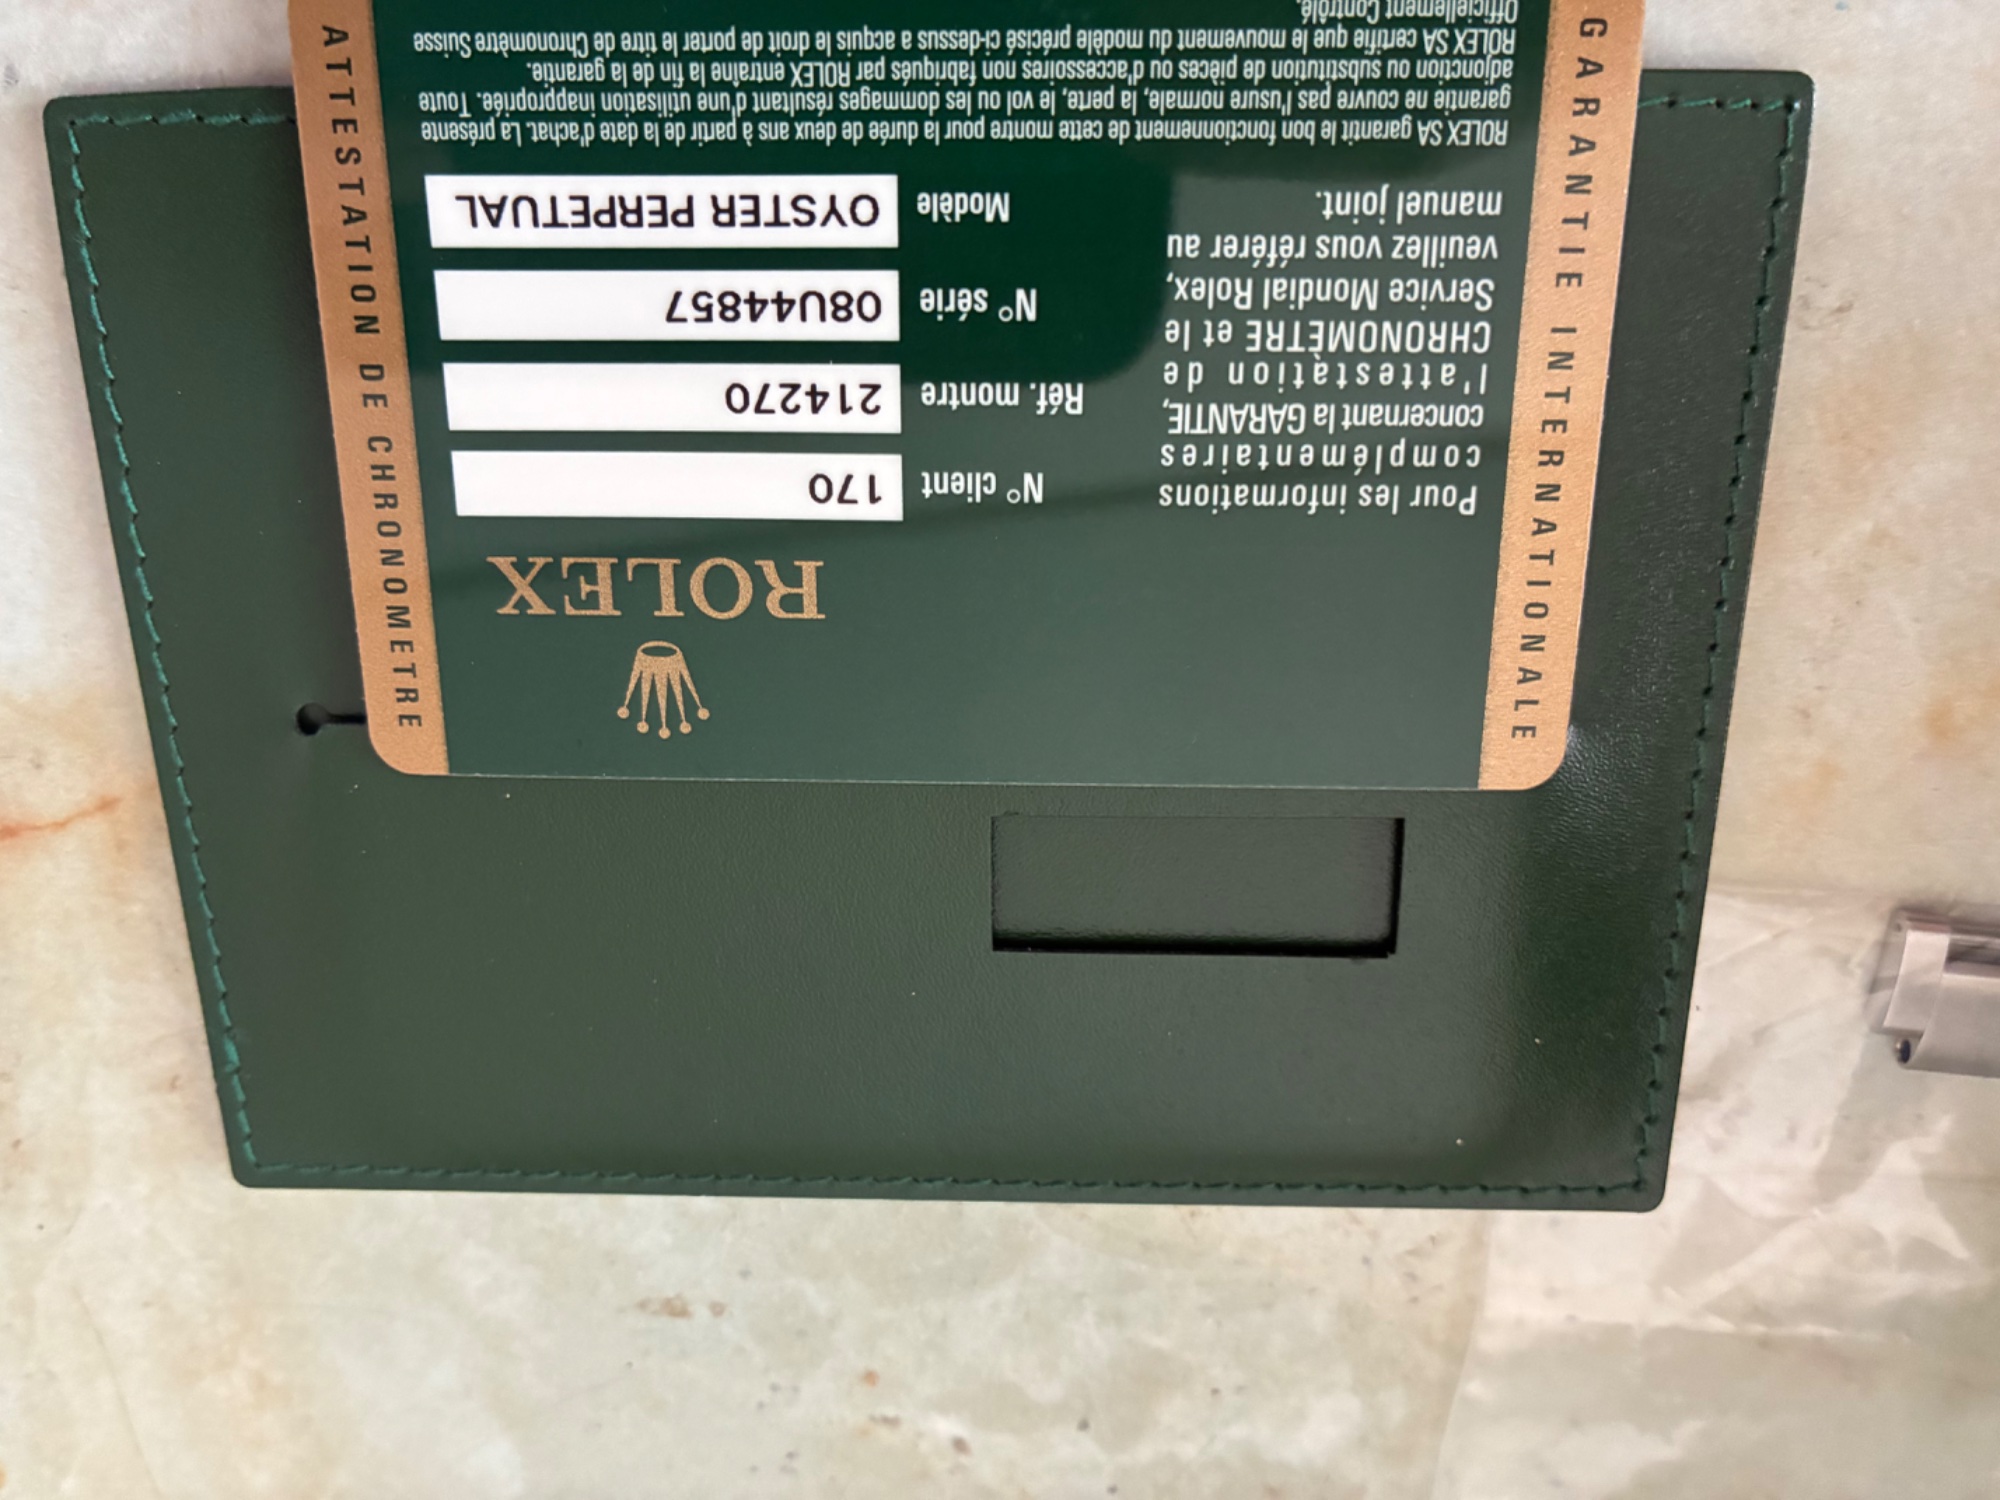 ROLEX
Pour les informations
complémentaires
concernant la GARANTIE,
l'attestation de
CHRONOMÈTRE et le
Service Mondial Rolex,
veuillez vous référer au
manuel joint.
N° client 170
Réf. montre 214270
N° série 08U44857
Modèle OYSTER PERPETUAL
ROLEX SA garantit le bon fonctionnement de cette montre pour la durée de deux ans à partir de la date d'achat. La présente
garantie ne couvre pas l'usure normale, la perte, le vol ou les dommages résultant d'une utilisation inappropriée. Toute
adjonction ou substitution de pièces ou d'accessoires non fabriqués par ROLEX entraîne la fin de la garantie.
ROLEX SA certifie que le mouvement du modèle précisé ci-dessus a acquis le droit de porter le titre de Chronomètre Suisse
Officiellement Contrôlé.
GARANTIE INTERNATIONALE
ATTESTATION DE CHRONOMETRE